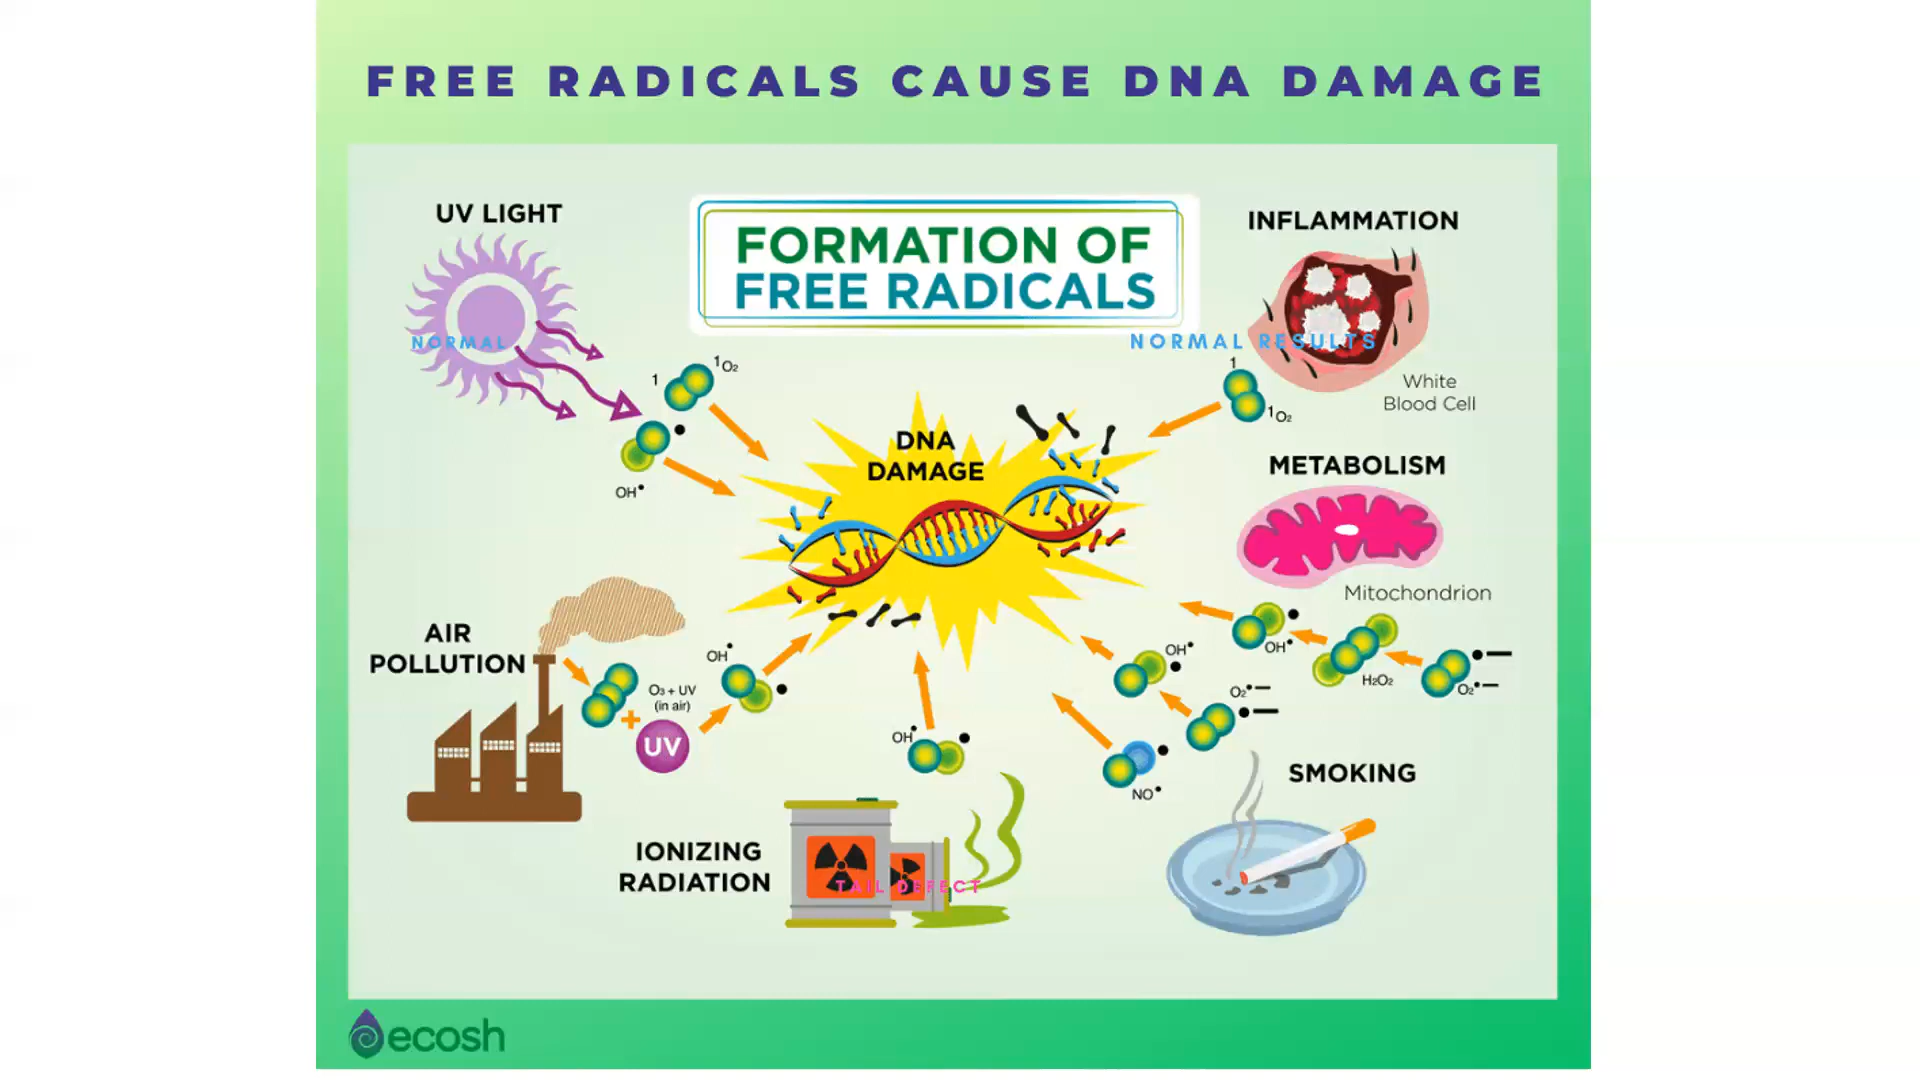 FREE RADICALS CAUSE DNA DAMAGE
FORMATION OF
FREE RADICALS
UV LIGHT
NORMAL
1
¹O₂
OH•
INFLAMMATION
NORMAL RESULTS
White
Blood Cell
1
¹O₂
DNA
DAMAGE
METABOLISM
Mitochondrion
OH•
H₂O₂
O₂•–
AIR
POLLUTION
O₃ + UV
(in air)
UV
OH•
OH•
OH•
O₂•–
NO•
SMOKING
IONIZING
RADIATION
TAIL DEFECT
ecosh